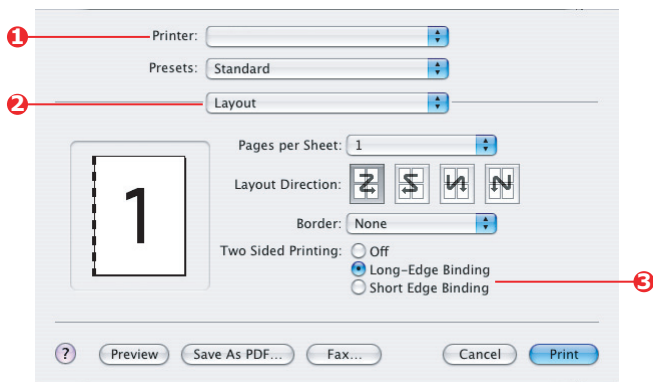 1 Printer:
Presets: Standard
2 Layout
Pages per Sheet: 1
Layout Direction:
Border: None
Two Sided Printing: Off
Long-Edge Binding
Short Edge Binding
3
1
? Preview Save As PDF... Fax... Cancel Print